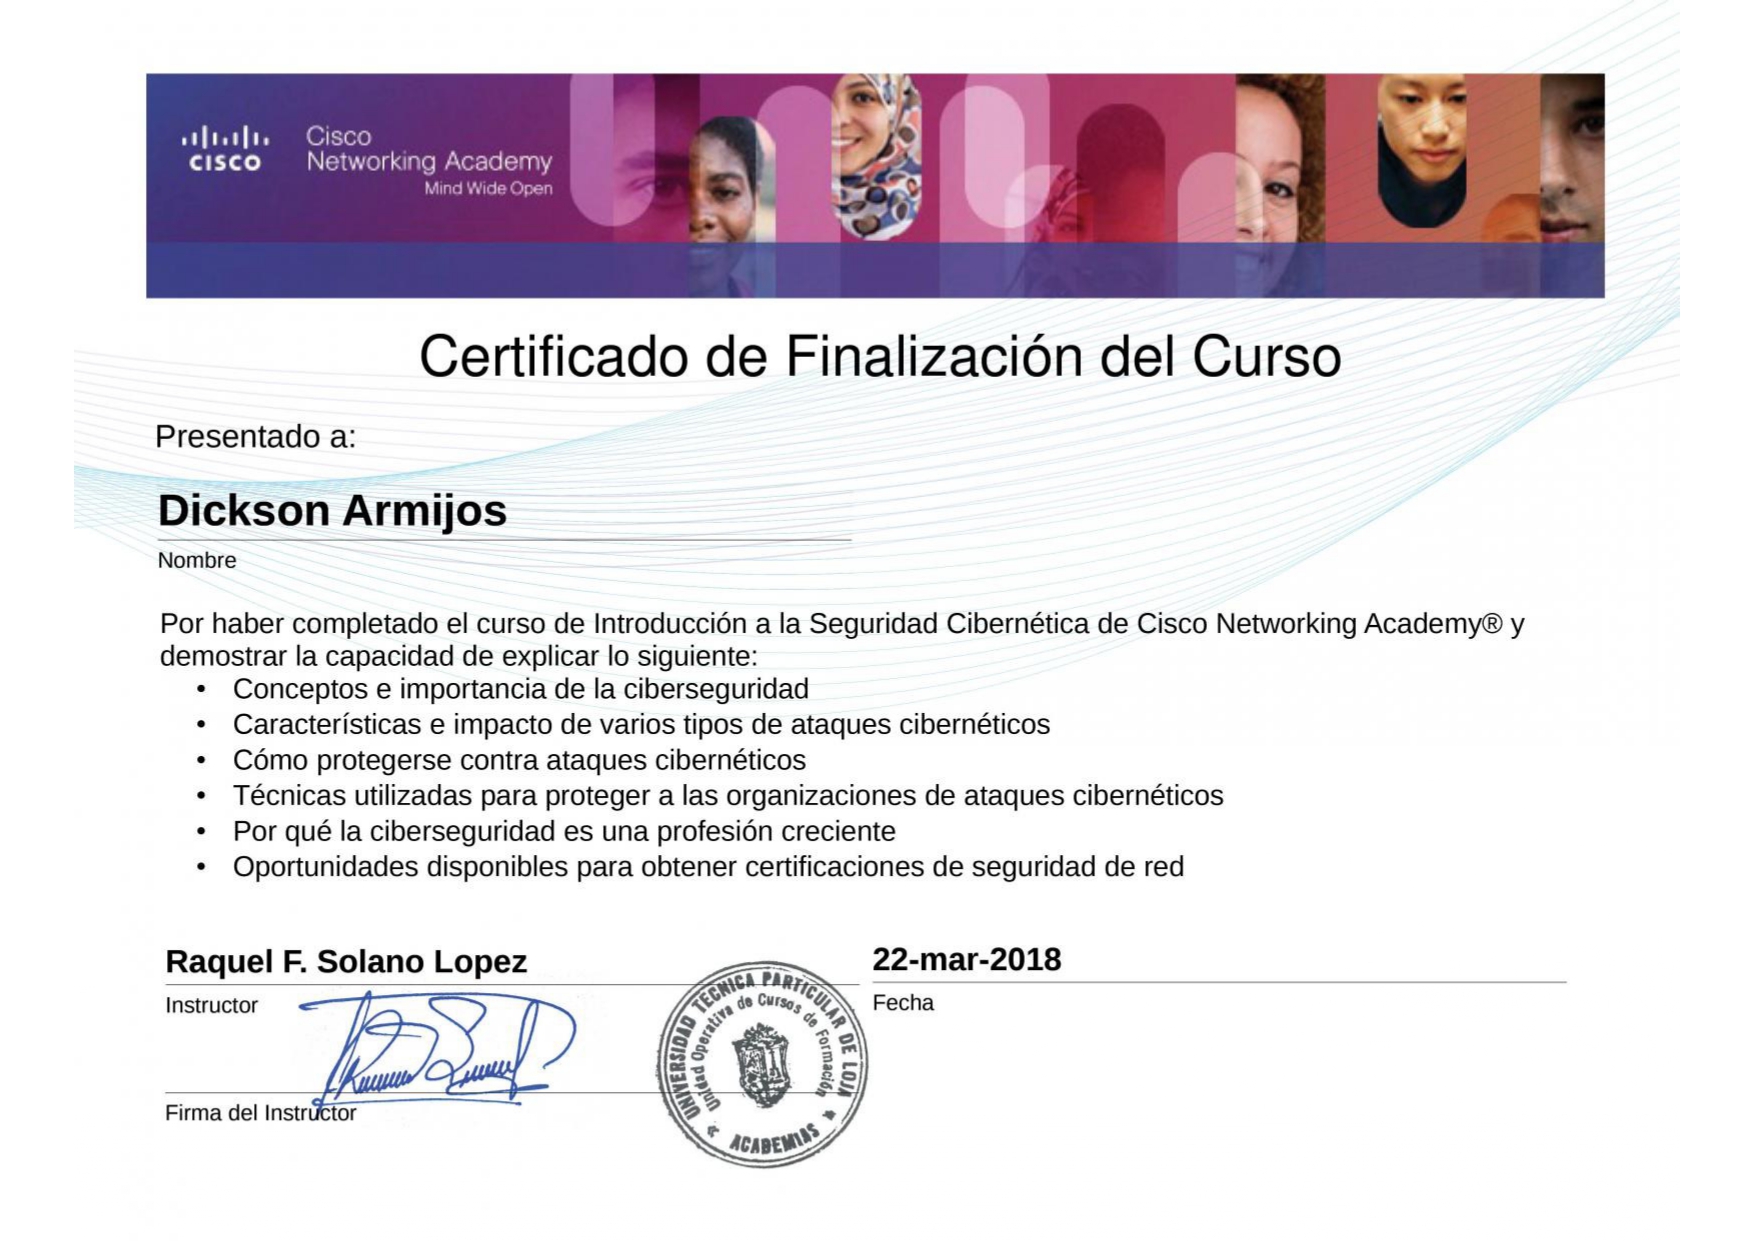 CISCO
Cisco
Networking Academy
Mind Wide Open
Certificado de Finalización del Curso
Presentado a:
Dickson Armijos
Nombre
Por haber completado el curso de Introducción a la Seguridad Cibernética de Cisco Networking Academy® y
demostrar la capacidad de explicar lo siguiente:
• Conceptos e importancia de la ciberseguridad
• Características e impacto de varios tipos de ataques cibernéticos
• Cómo protegerse contra ataques cibernéticos
• Técnicas utilizadas para proteger a las organizaciones de ataques cibernéticos
• Por qué la ciberseguridad es una profesión creciente
• Oportunidades disponibles para obtener certificaciones de seguridad de red
Raquel F. Solano Lopez
Instructor
22-mar-2018
Fecha
Firma del Instructor
UNIVERSIDAD TECNICA PARTICULAR DE LOJA
Unidad Operativa de Cursos de Formación
ACADEMIAS